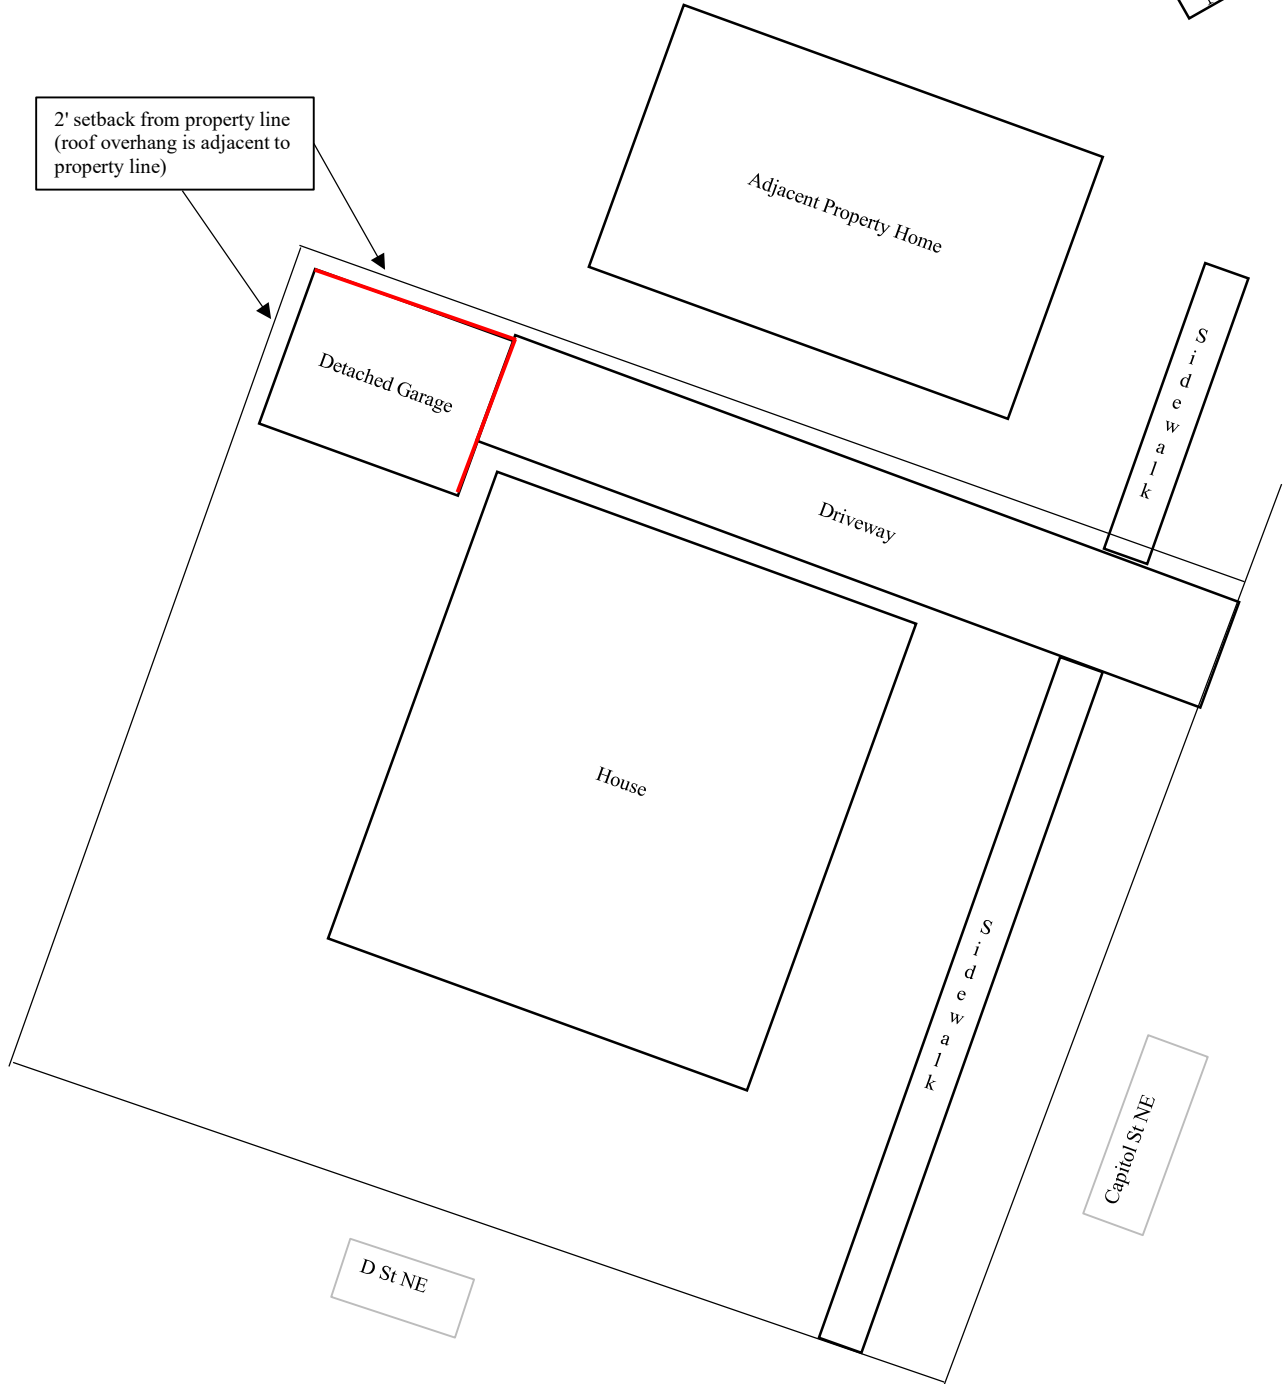 2' setback from property line
(roof overhang is adjacent to
property line)
Adjacent Property Home
Sidewalk
Detached Garage
Driveway
House
Sidewalk
Capitol St NE
D St NE